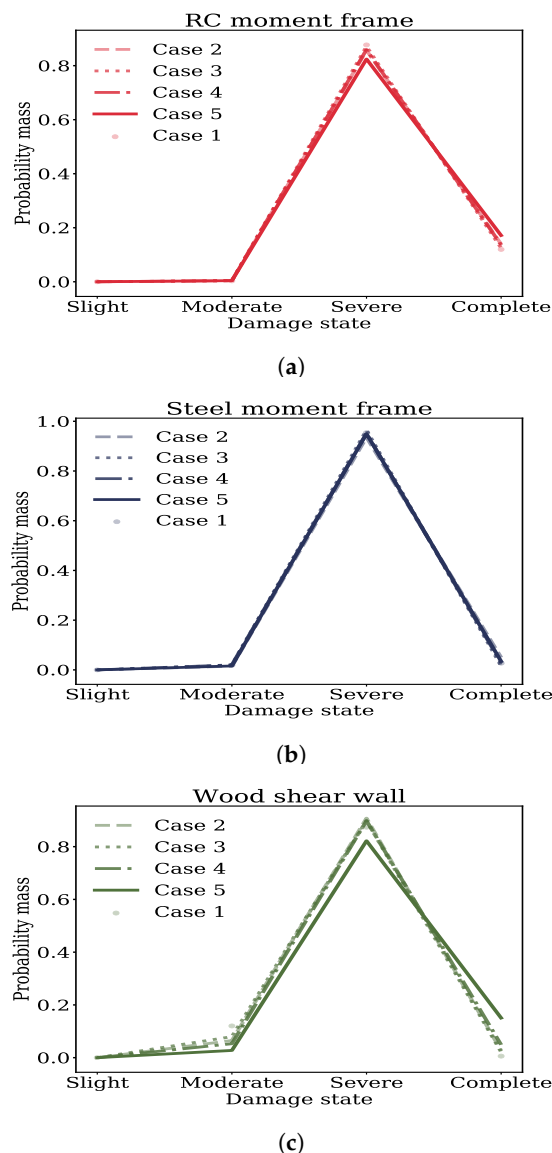 RC moment frame
Case 2
Case 3
Case 4
Case 5
Case 1
Probability mass
0.8
0.6
0.4
0.2
0.0
Slight Moderate Severe Complete
Damage state
(a)
Steel moment frame
Case 2
Case 3
Case 4
Case 5
Case 1
Probability mass
1.0
0.8
0.6
0.4
0.2
0.0
Slight Moderate Severe Complete
Damage state
(b)
Wood shear wall
Case 2
Case 3
Case 4
Case 5
Case 1
Probability mass
0.8
0.6
0.4
0.2
0.0
Slight Moderate Severe Complete
Damage state
(c)